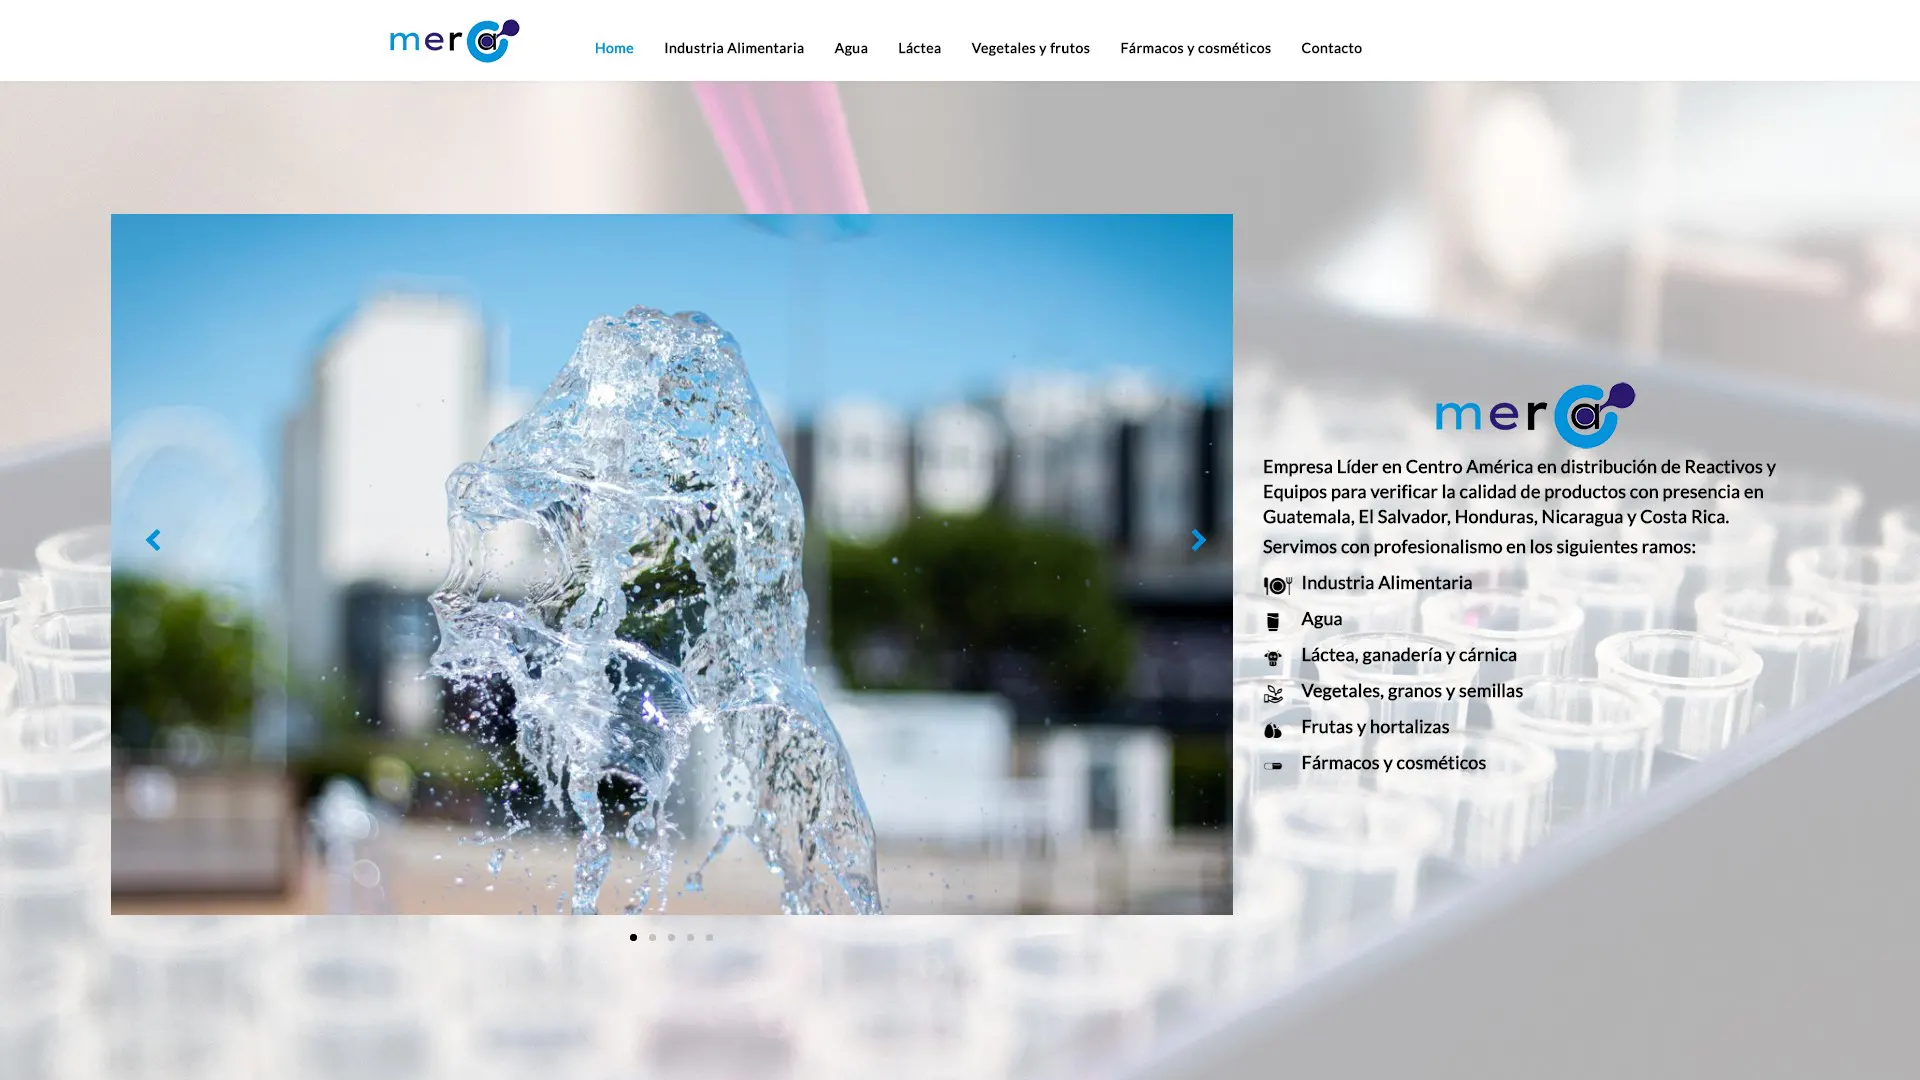 merca
Home
Industria Alimentaria
Agua
Láctea
Vegetales y frutos
Fármacos y cosméticos
Contacto
merca
Empresa Líder en Centro América en distribución de Reactivos y
Equipos para verificar la calidad de productos con presencia en
Guatemala, El Salvador, Honduras, Nicaragua y Costa Rica.
Servimos con profesionalismo en los siguientes ramos:
Industria Alimentaria
Agua
Láctea, ganadería y cárnica
Vegetales, granos y semillas
Frutas y hortalizas
Fármacos y cosméticos